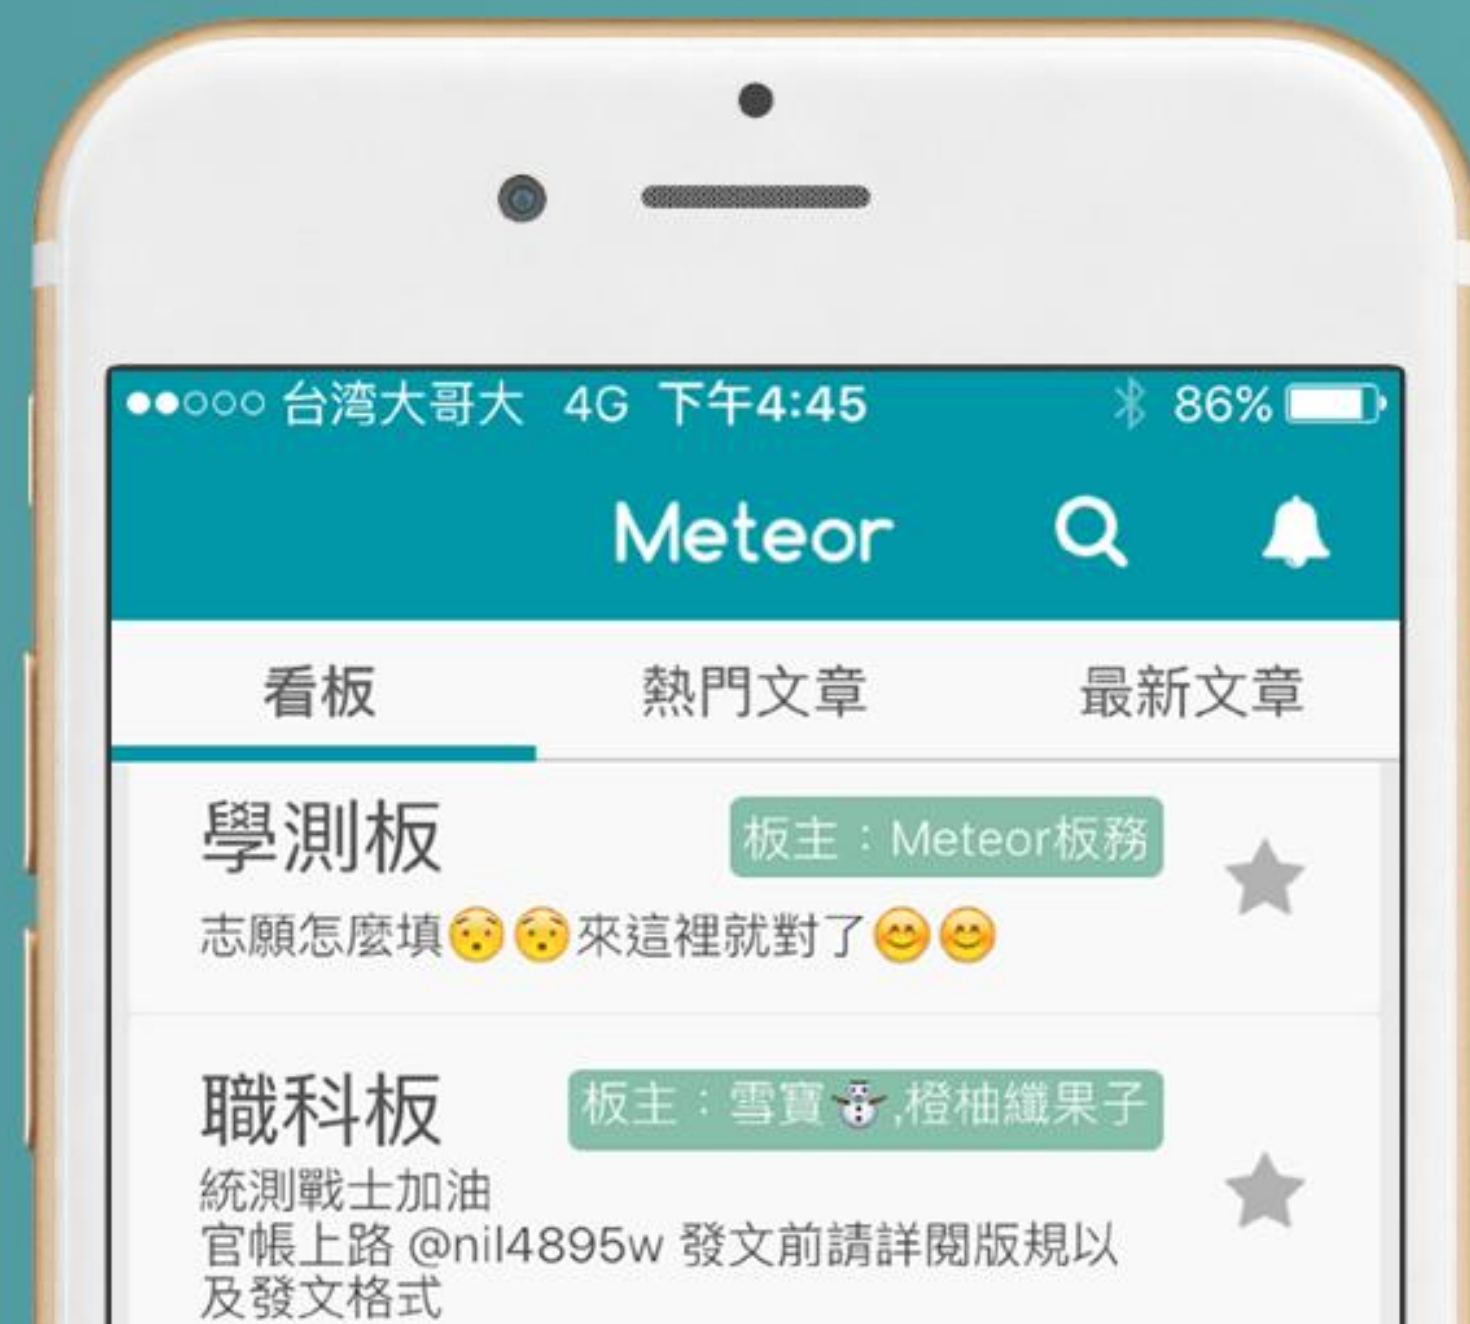 台湾大哥大 4G 下午4:45 86%
Meteor
看板 熱門文章 最新文章
學測板 板主：Meteor板務
志願怎麼填😯😯來這裡就對了😊😊
職科板 板主：雪寶⛄,橙柚纖果子
統測戰士加油
官帳上路 @nil4895w 發文前請詳閱版規以
及發文格式